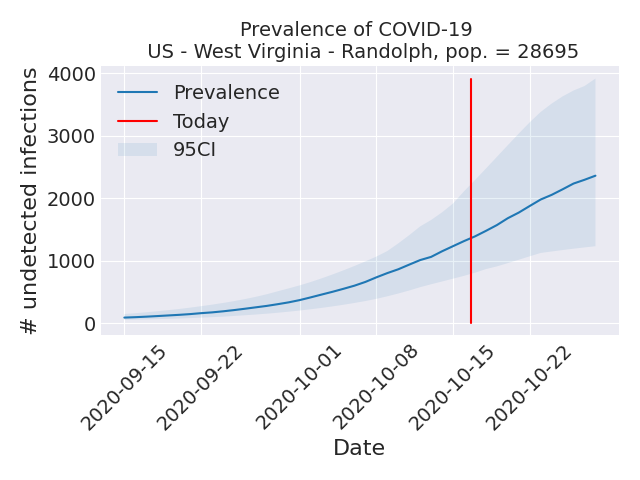 Prevalence of COVID-19
US - West Virginia - Randolph, pop. = 28695
# undetected infections
4000
3000
2000
1000
0
Prevalence
Today
95CI
2020-09-15
2020-09-22
2020-10-01
2020-10-08
2020-10-15
2020-10-22
Date